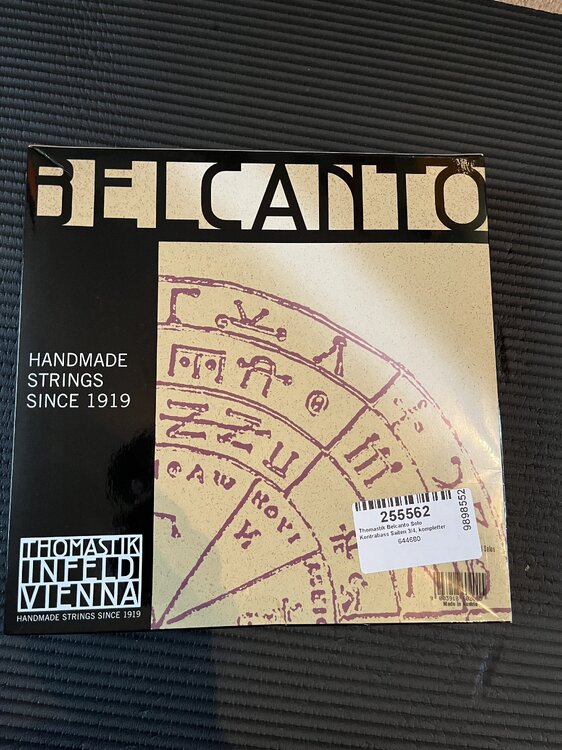 BELCANTO
HANDMADE
STRINGS
SINCE 1919
255562
Thomastik Belcanto Solo
Kontrabass Saiten 3/4, kompletter
644680
9898552
Solos
Made in Austria
THOMASTIK
INFELD
VIENNA
HANDMADE STRINGS SINCE 1919